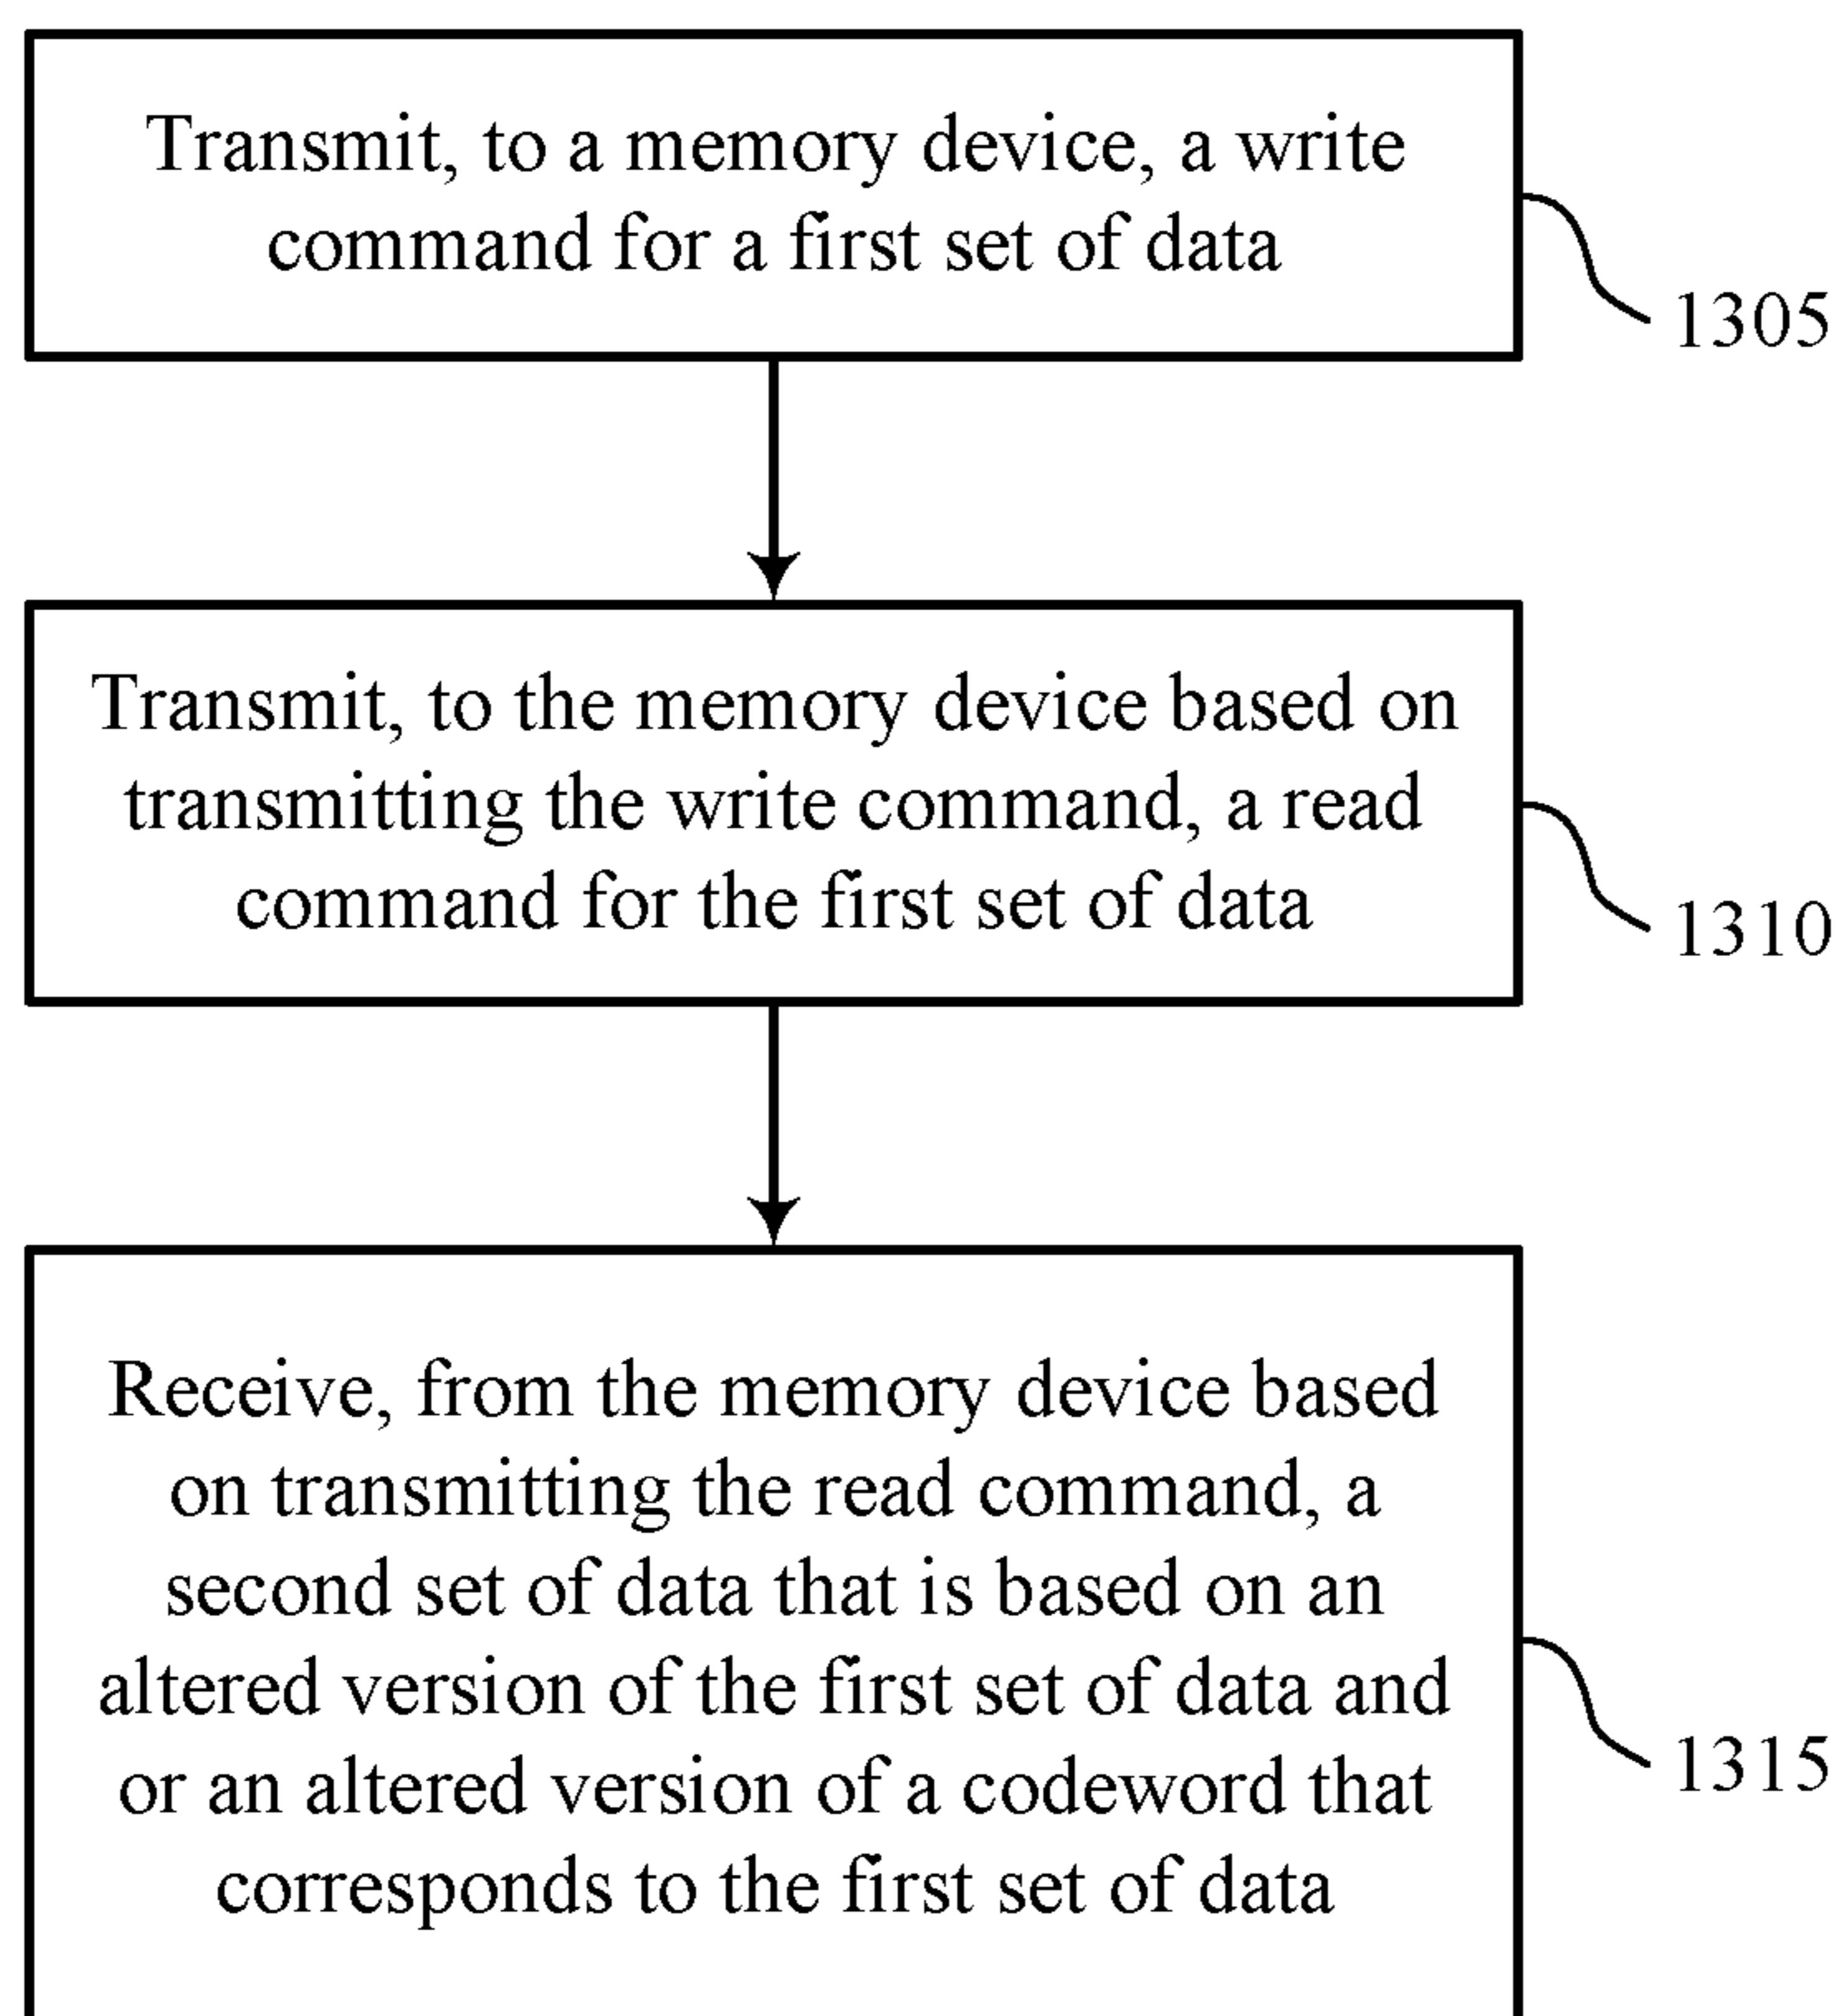 Transmit, to a memory device, a write
command for a first set of data
1305
Transmit, to the memory device based on
transmitting the write command, a read
command for the first set of data
1310
Receive, from the memory device based
on transmitting the read command, a
second set of data that is based on an
altered version of the first set of data and
or an altered version of a codeword that
corresponds to the first set of data
1315